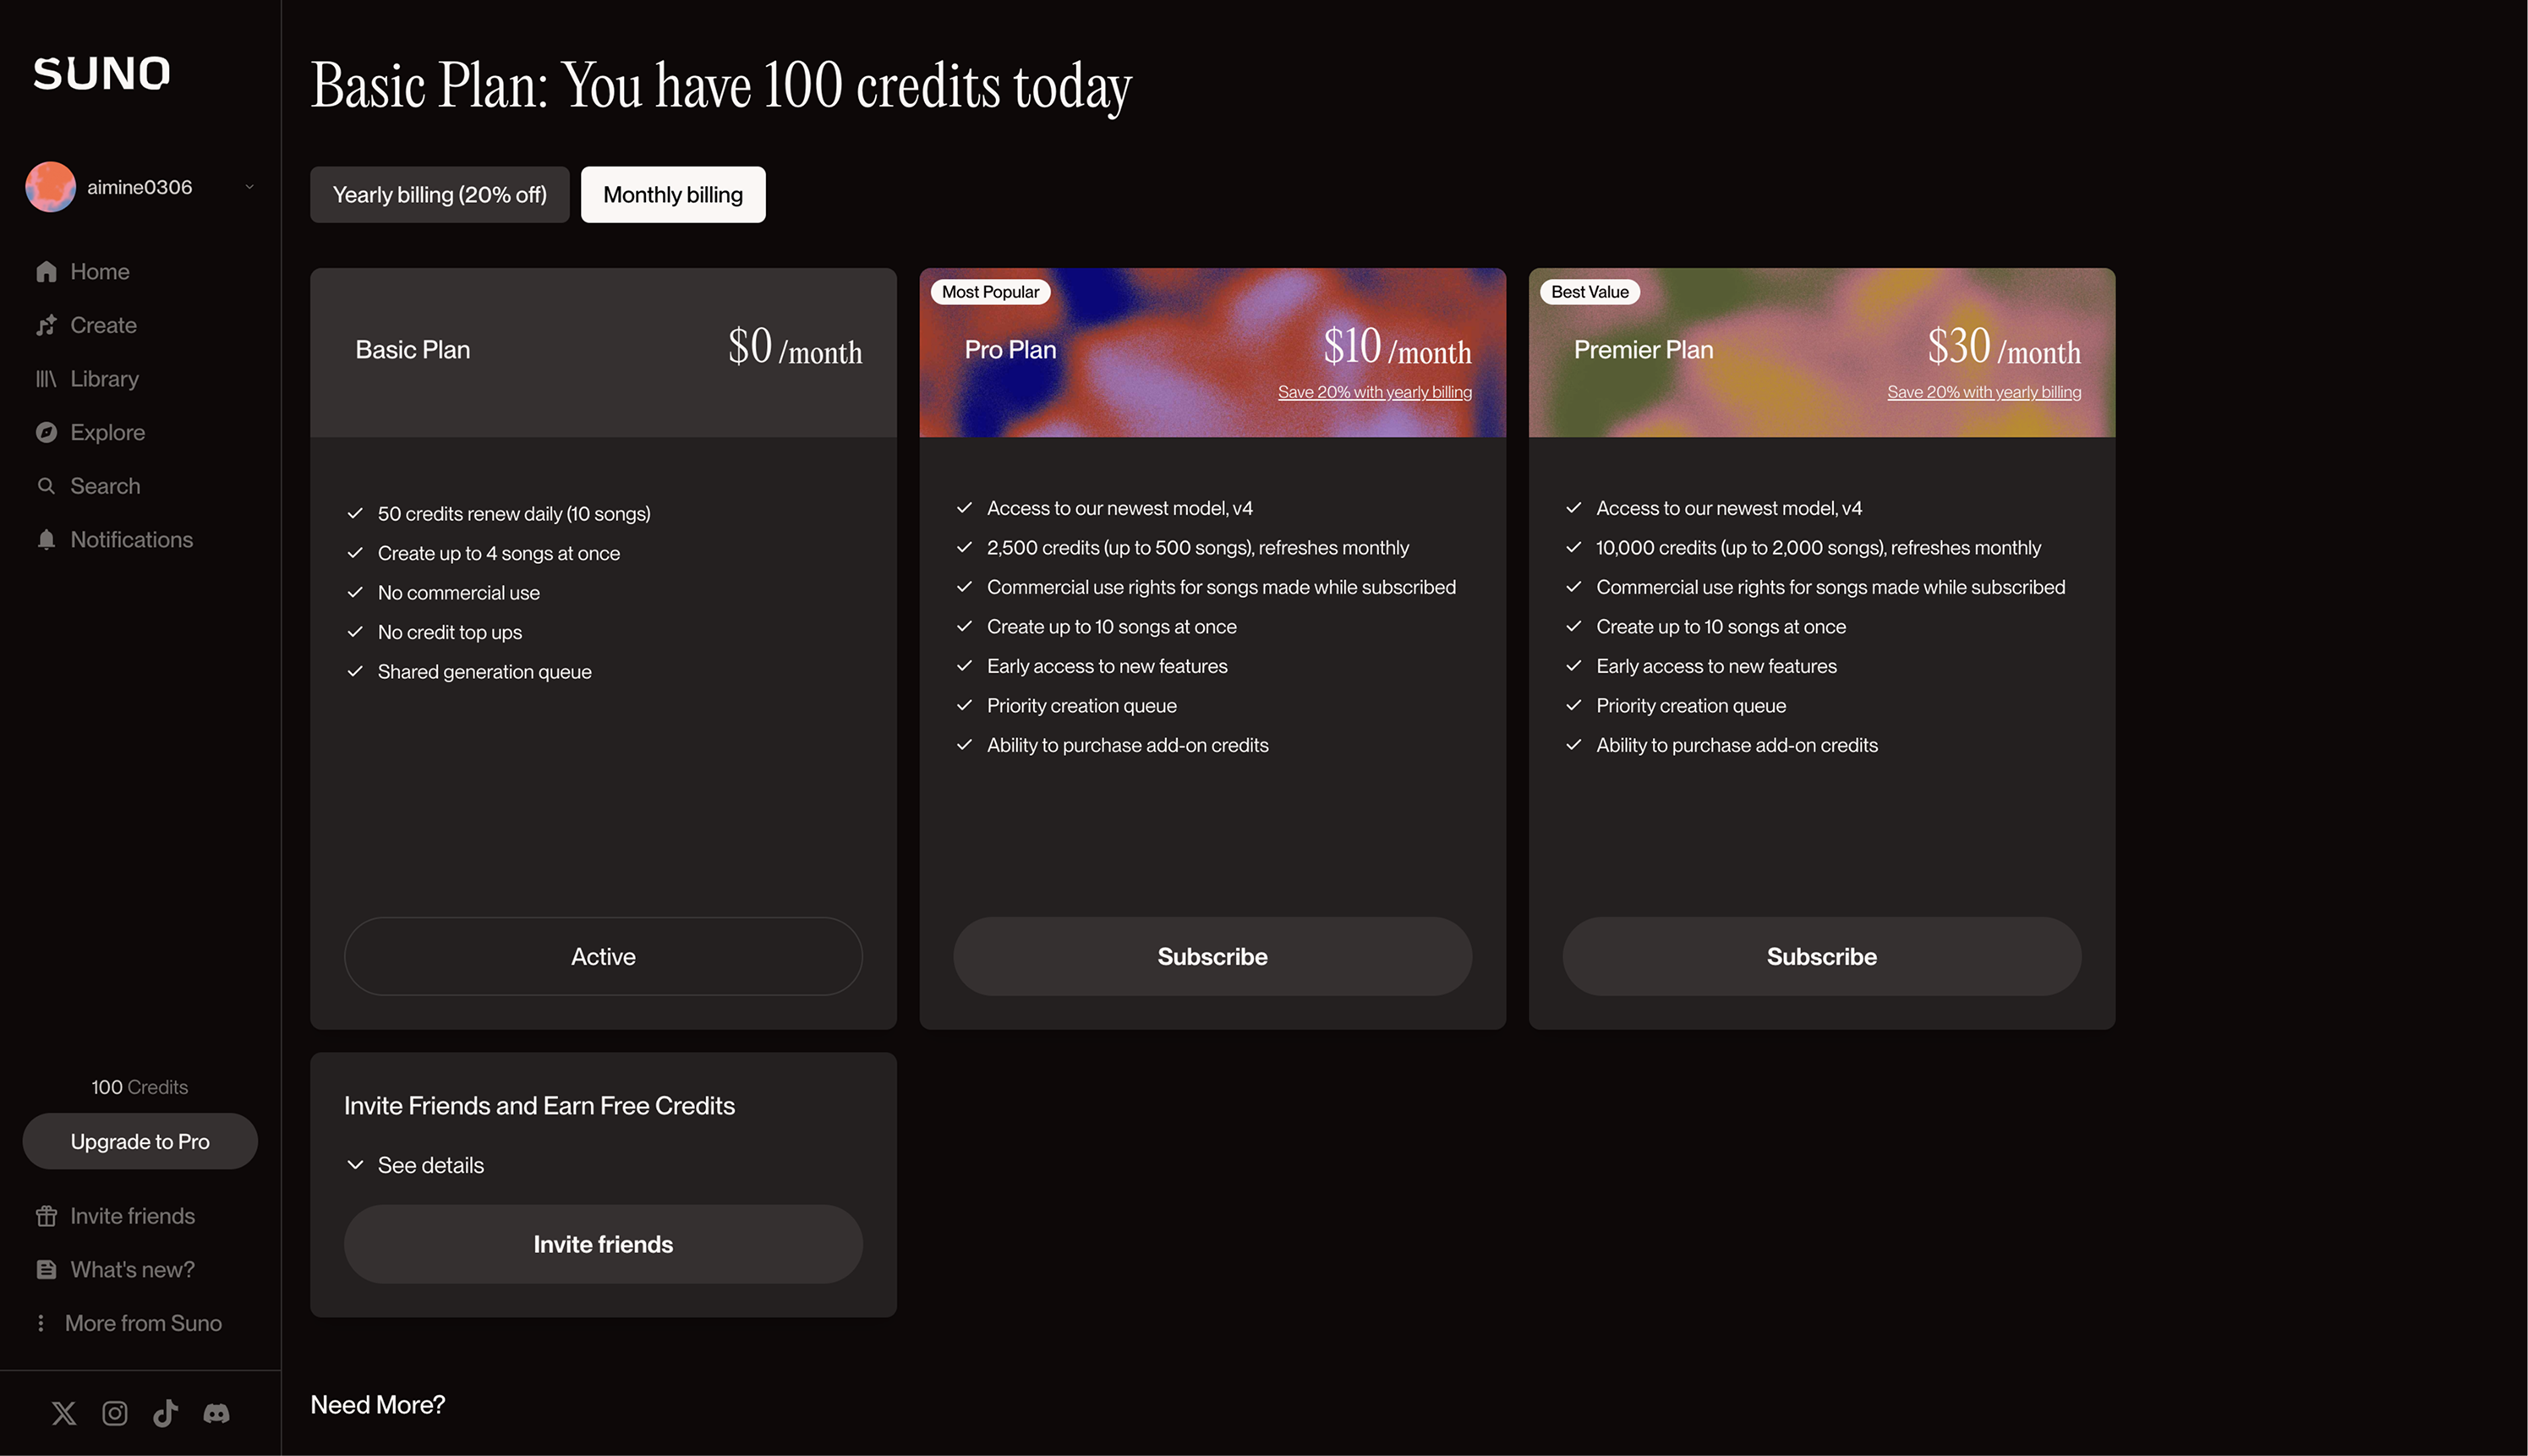 SUNO
aimine0306
Home
Create
Library
Explore
Search
Notifications
100 Credits
Upgrade to Pro
Invite friends
What's new?
More from Suno
Basic Plan: You have 100 credits today
Yearly billing (20% off)
Monthly billing
Basic Plan
$0 /month
50 credits renew daily (10 songs)
Create up to 4 songs at once
No commercial use
No credit top ups
Shared generation queue
Active
Most Popular
Pro Plan
$10 /month
Save 20% with yearly billing
Access to our newest model, v4
2,500 credits (up to 500 songs), refreshes monthly
Commercial use rights for songs made while subscribed
Create up to 10 songs at once
Early access to new features
Priority creation queue
Ability to purchase add-on credits
Subscribe
Best Value
Premier Plan
$30 /month
Save 20% with yearly billing
Access to our newest model, v4
10,000 credits (up to 2,000 songs), refreshes monthly
Commercial use rights for songs made while subscribed
Create up to 10 songs at once
Early access to new features
Priority creation queue
Ability to purchase add-on credits
Subscribe
Invite Friends and Earn Free Credits
See details
Invite friends
Need More?